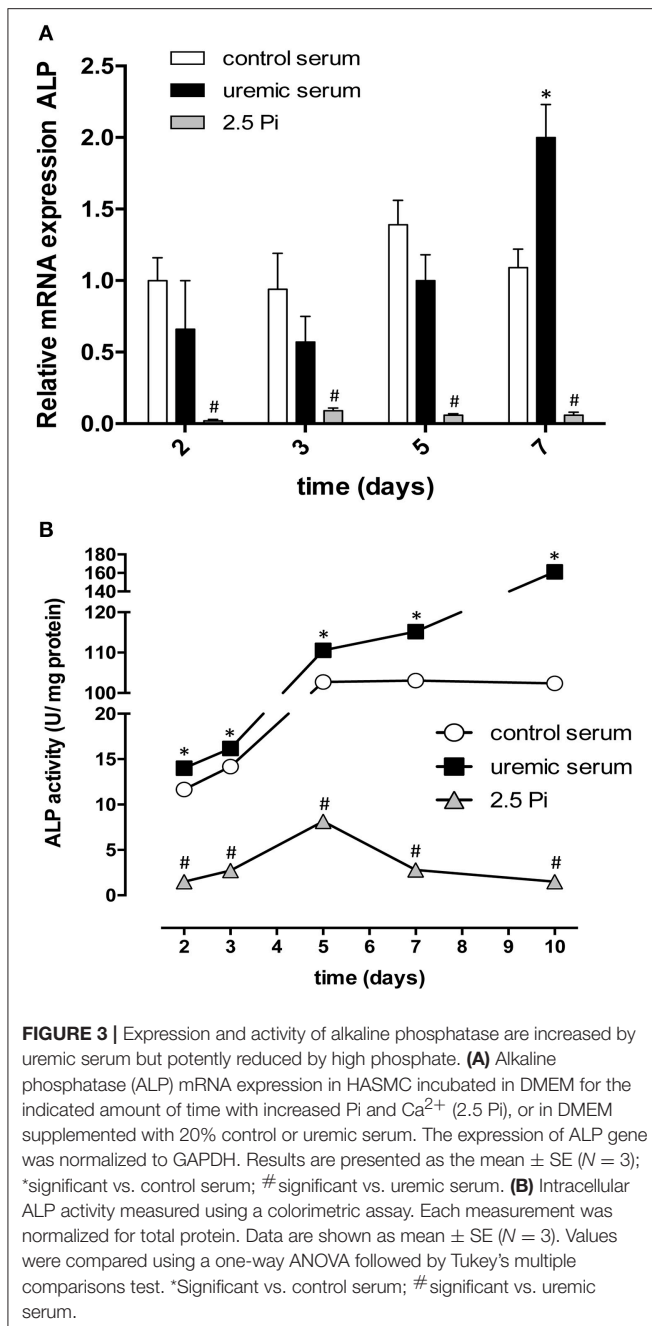 A
control serum
uremic serum
2.5 Pi
Relative mRNA expression ALP
2.5
2.0
1.5
1.0
0.5
0.0
*
# # # #
2 3 5 7
time (days)
B
ALP activity (U/ mg protein)
180
160
140
120
110
100
20
15
10
5
0
* * * * *
control serum
uremic serum
2.5 Pi
# # # # #
2 3 4 5 6 7 8 9 10
time (days)
FIGURE 3 | Expression and activity of alkaline phosphatase are increased by
uremic serum but potently reduced by high phosphate. (A) Alkaline
phosphatase (ALP) mRNA expression in HASMC incubated in DMEM for the
indicated amount of time with increased Pi and Ca2+ (2.5 Pi), or in DMEM
supplemented with 20% control or uremic serum. The expression of ALP gene
was normalized to GAPDH. Results are presented as the mean ± SE (N = 3);
*significant vs. control serum; #significant vs. uremic serum. (B) Intracellular
ALP activity measured using a colorimetric assay. Each measurement was
normalized for total protein. Data are shown as mean ± SE (N = 3). Values
were compared using a one-way ANOVA followed by Tukey's multiple
comparisons test. *Significant vs. control serum; #significant vs. uremic
serum.